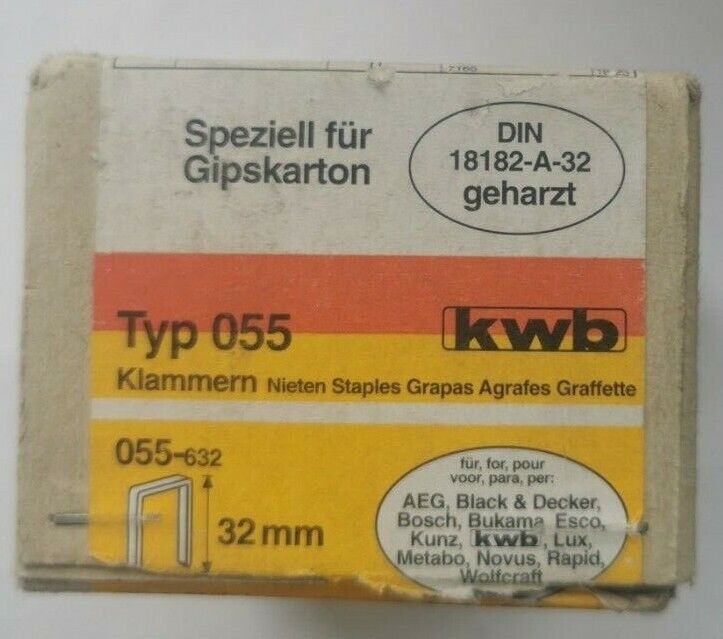 Speziell für
Gipskarton
DIN
18182-A-32
geharzt
Typ 055
kwb
Klammern Nieten Staples Grapas Agrafes Graffette
055-632
32 mm
für, for, pour
voor, para, per:
AEG, Black & Decker,
Bosch, Bukama, Esco,
Kunz, kwb, Lux,
Metabo, Novus, Rapid,
Wolfcraft